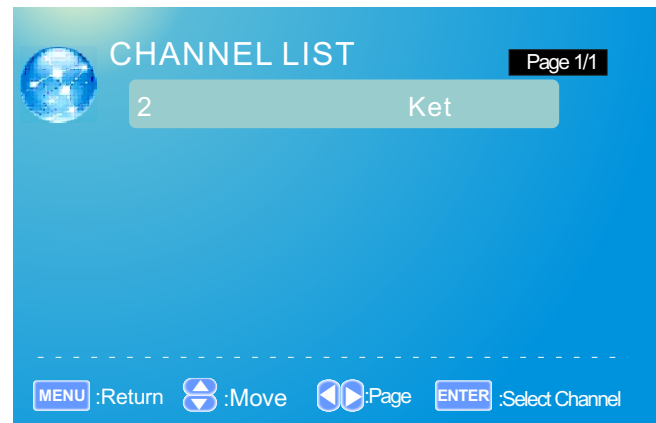 CHANNEL LIST
Page 1/1
2 Ket
MENU :Return :Move :Page ENTER :Select Channel